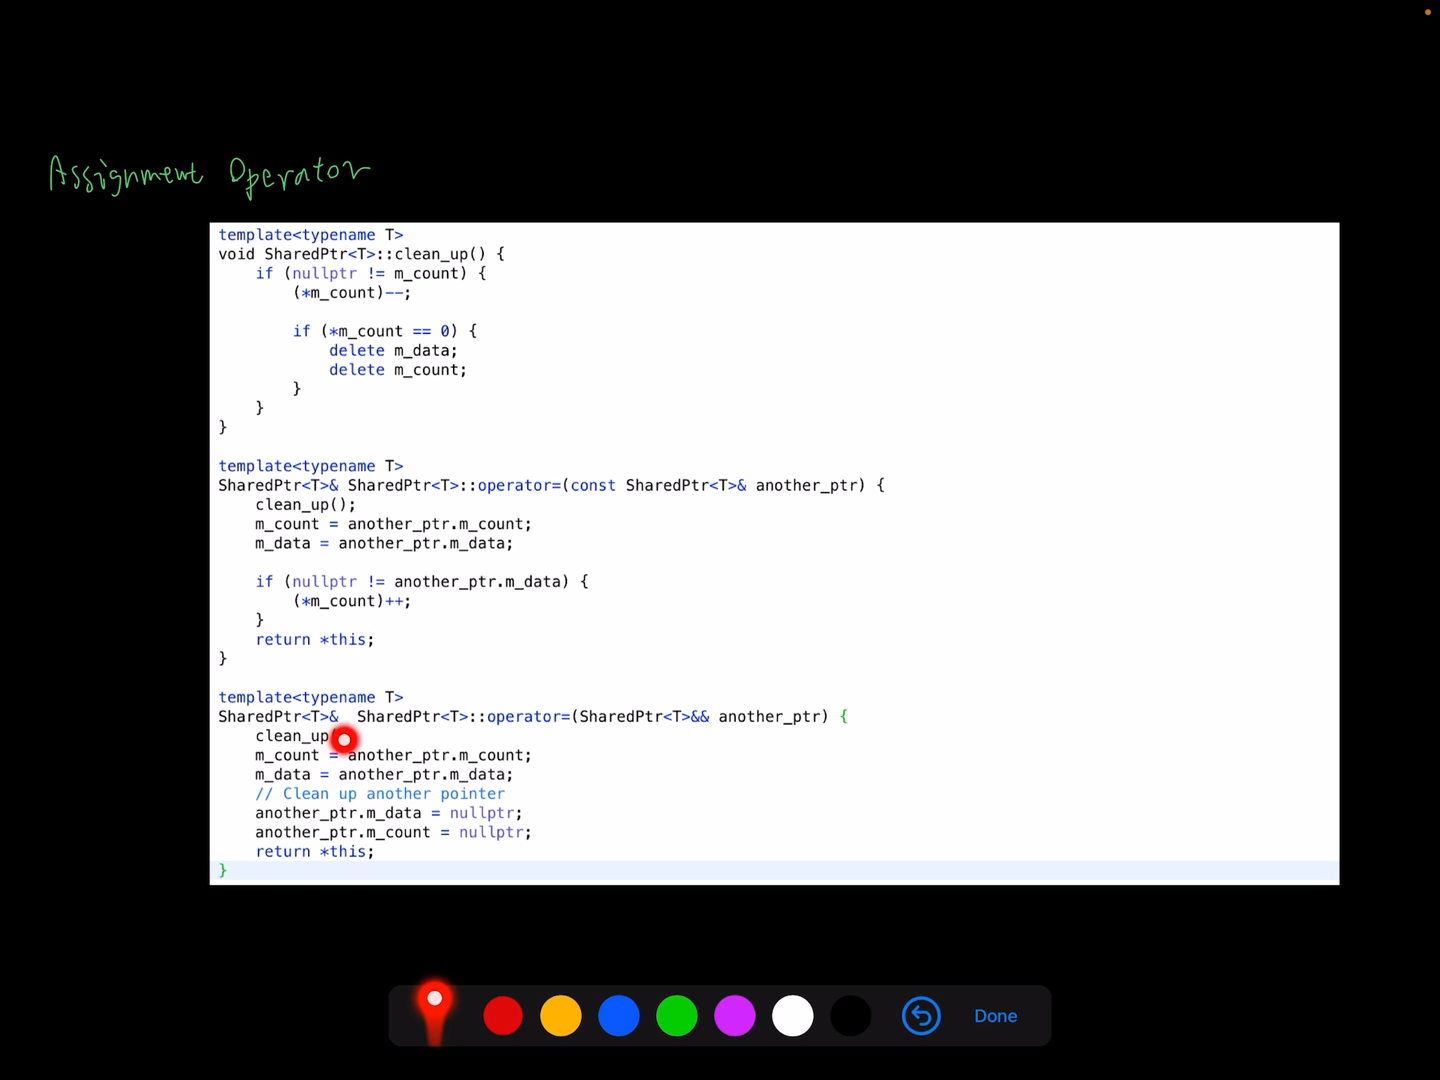 Assignment Operator
template<typename T>
void SharedPtr<T>::clean_up() {
    if (nullptr != m_count) {
        (*m_count)--;
        if (*m_count == 0) {
            delete m_data;
            delete m_count;
        }
    }
}
template<typename T>
SharedPtr<T>& SharedPtr<T>::operator=(const SharedPtr<T>& another_ptr) {
    clean_up();
    m_count = another_ptr.m_count;
    m_data = another_ptr.m_data;
    if (nullptr != another_ptr.m_data) {
        (*m_count)++;
    }
    return *this;
}
template<typename T>
SharedPtr<T>&  SharedPtr<T>::operator=(SharedPtr<T>&& another_ptr) {
    clean_up
    m_count = another_ptr.m_count;
    m_data = another_ptr.m_data;
    // Clean up another pointer
    another_ptr.m_data = nullptr;
    another_ptr.m_count = nullptr;
    return *this;
}
Done